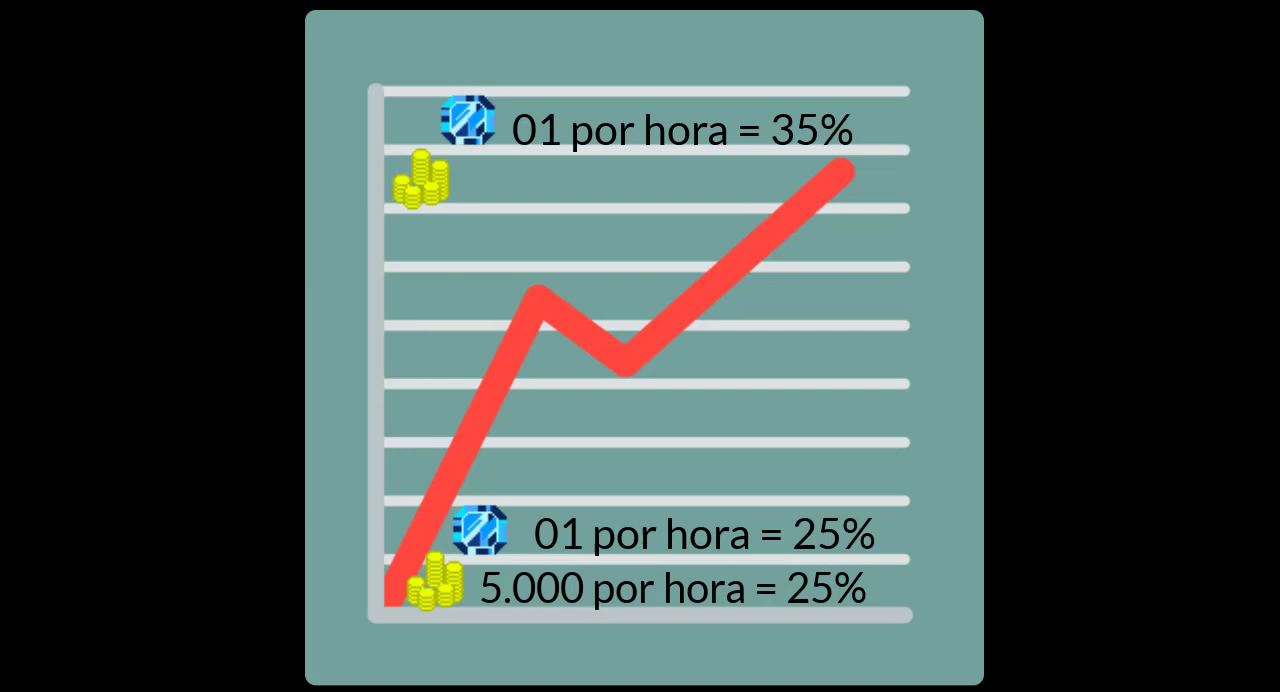 01 por hora = 35%
01 por hora = 25%
5.000 por hora = 25%